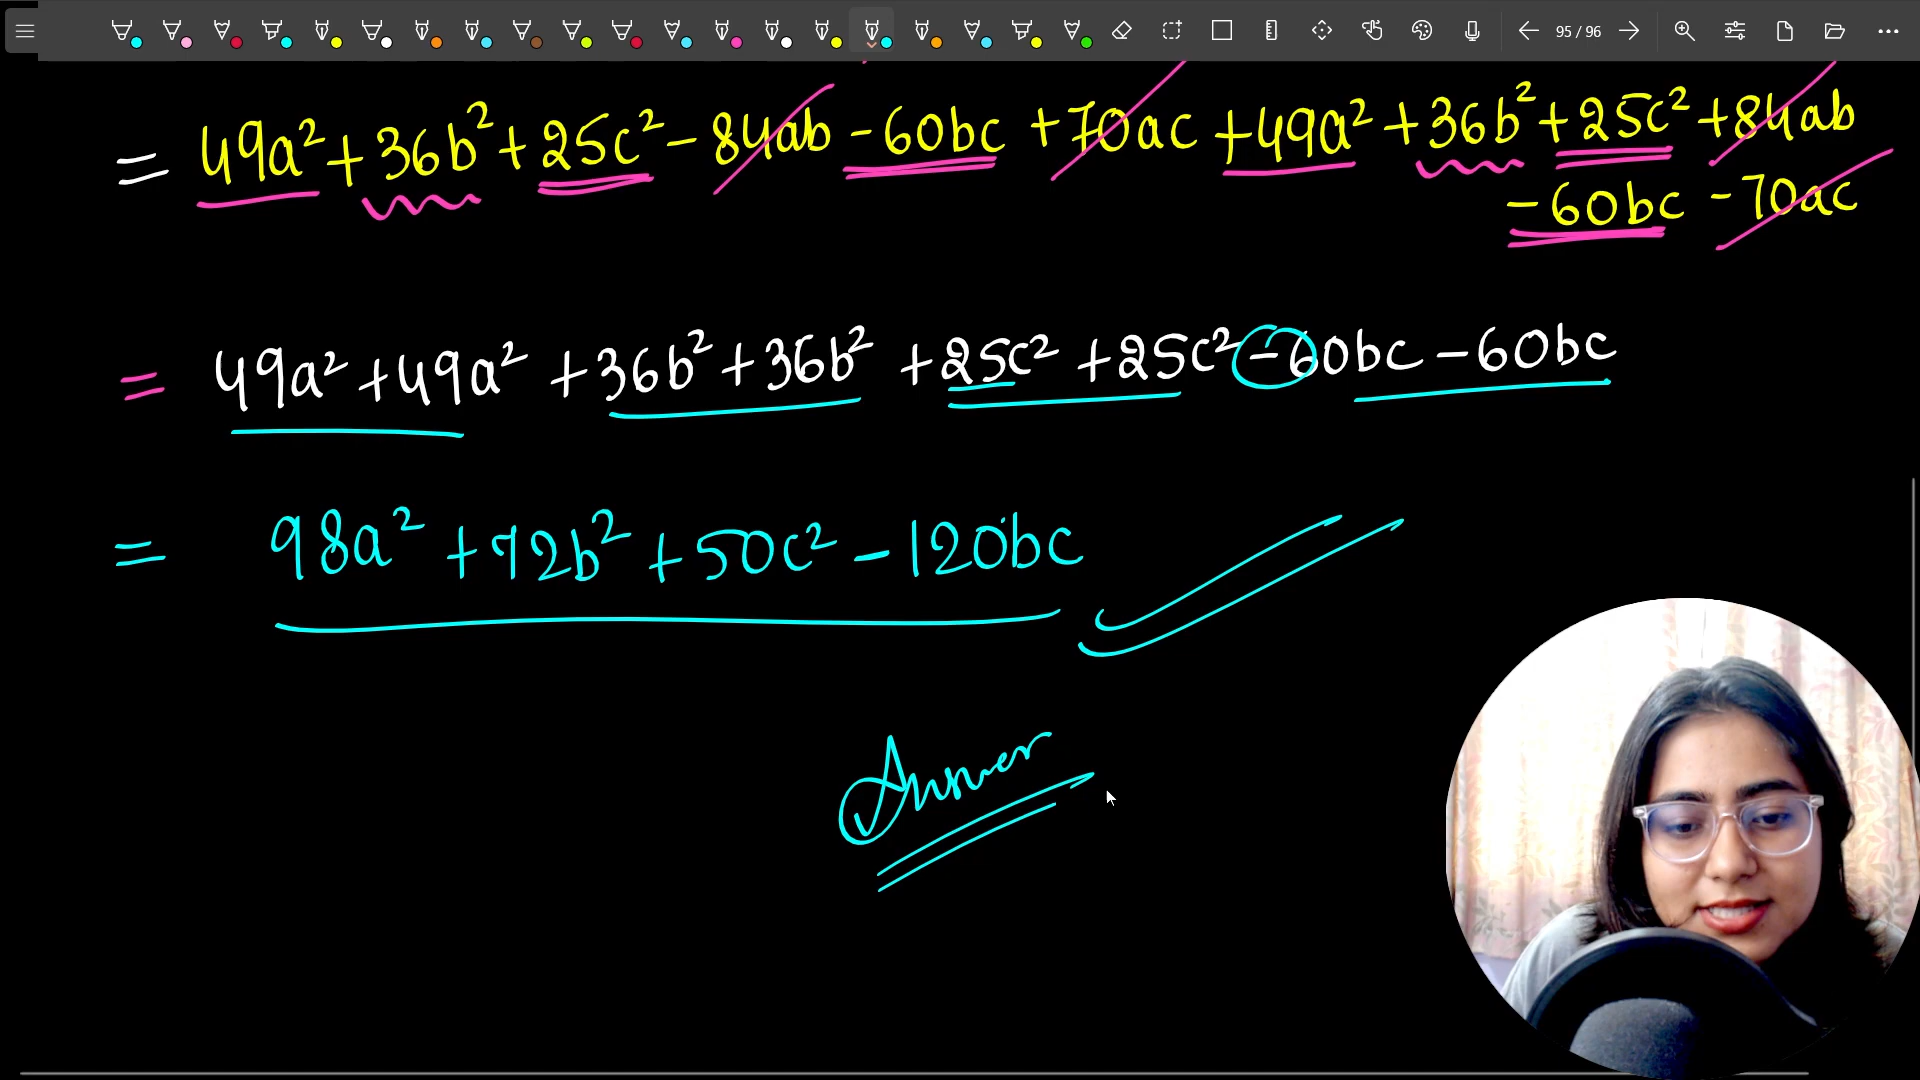 95 / 96
= 49a² + 36b² + 25c² - 84ab - 60bc + 70ac + 49a² + 36b² + 25c² + 84ab
- 60bc - 70ac
= 49a² + 49a² + 36b² + 36b² + 25c² + 25c² - 60bc - 60bc
= 98a² + 72b² + 50c² - 120bc
Answer